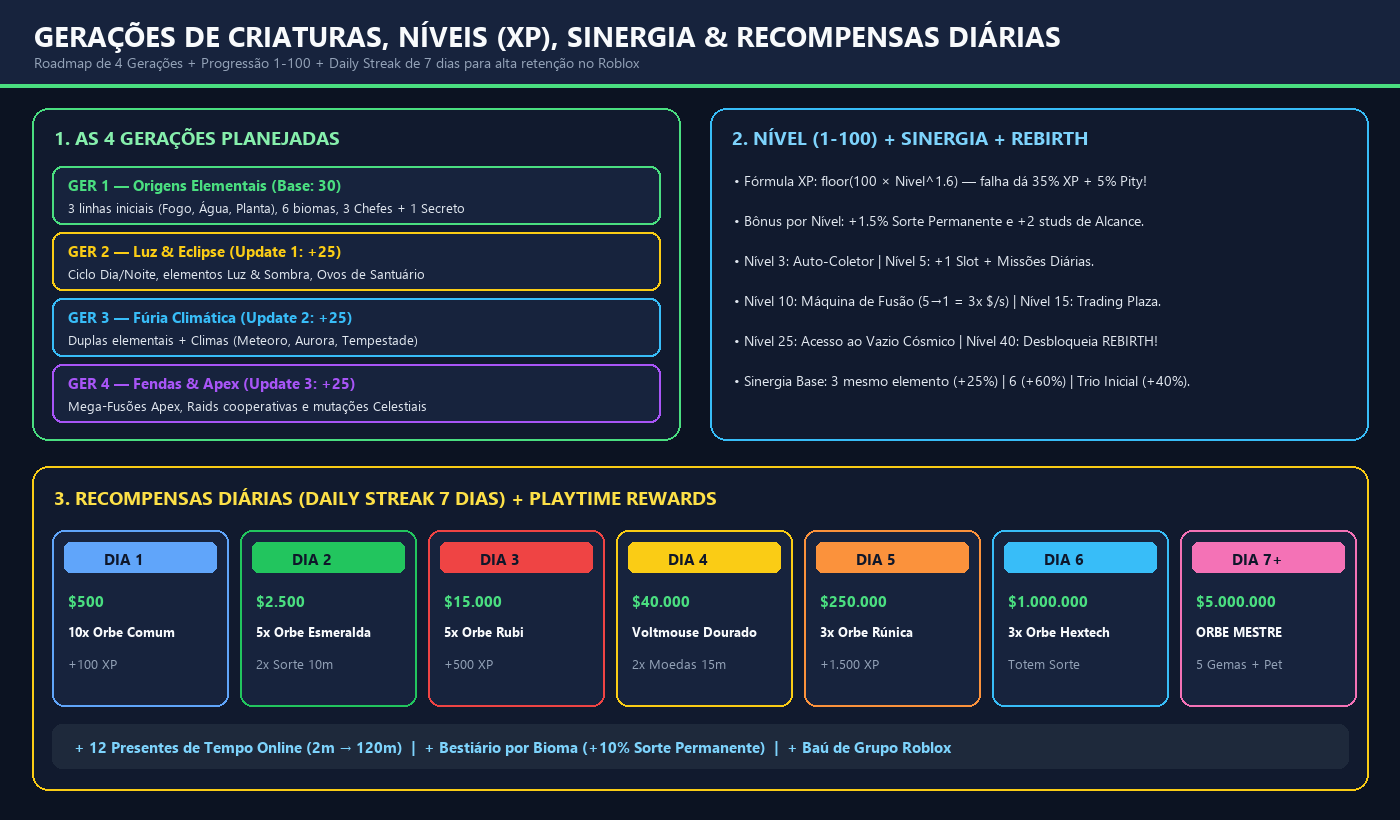 GERAÇÕES DE CRIATURAS, NÍVEIS (XP), SINERGIA & RECOMPENSAS DIÁRIAS
Roadmap de 4 Gerações + Progressão 1-100 + Daily Streak de 7 dias para alta retenção no Roblox
1. AS 4 GERAÇÕES PLANEJADAS
GER 1 — Origens Elementais (Base: 30)
3 linhas iniciais (Fogo, Água, Planta), 6 biomas, 3 Chefes + 1 Secreto
GER 2 — Luz & Eclipse (Update 1: +25)
Ciclo Dia/Noite, elementos Luz & Sombra, Ovos de Santuário
GER 3 — Fúria Climática (Update 2: +25)
Duplas elementais + Climas (Meteoro, Aurora, Tempestade)
GER 4 — Fendas & Apex (Update 3: +25)
Mega-Fusões Apex, Raids cooperativas e mutações Celestiais
2. NÍVEL (1-100) + SINERGIA + REBIRTH
• Fórmula XP: floor(100 × Nivel^1.6) — falha dá 35% XP + 5% Pity!
• Bônus por Nível: +1.5% Sorte Permanente e +2 studs de Alcance.
• Nível 3: Auto-Coletor | Nível 5: +1 Slot + Missões Diárias.
• Nível 10: Máquina de Fusão (5→1 = 3x $/s) | Nível 15: Trading Plaza.
• Nível 25: Acesso ao Vazio Cósmico | Nível 40: Desbloqueia REBIRTH!
• Sinergia Base: 3 mesmo elemento (+25%) | 6 (+60%) | Trio Inicial (+40%).
3. RECOMPENSAS DIÁRIAS (DAILY STREAK 7 DIAS) + PLAYTIME REWARDS
DIA 1
$500
10x Orbe Comum
+100 XP
DIA 2
$2.500
5x Orbe Esmeralda
2x Sorte 10m
DIA 3
$15.000
5x Orbe Rubi
+500 XP
DIA 4
$40.000
Voltmouse Dourado
2x Moedas 15m
DIA 5
$250.000
3x Orbe Rúnica
+1.500 XP
DIA 6
$1.000.000
3x Orbe Hextech
Totem Sorte
DIA 7+
$5.000.000
ORBE MESTRE
5 Gemas + Pet
+ 12 Presentes de Tempo Online (2m → 120m) | + Bestiário por Bioma (+10% Sorte Permanente) | + Baú de Grupo Roblox